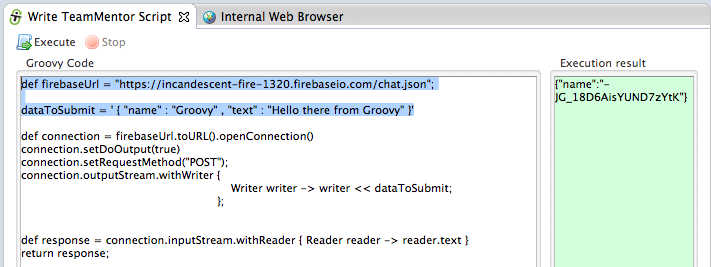 Write TeamMentor Script
Internal Web Browser
Execute Stop
Groovy Code
Execution result
def firebaseUrl = "https://incandescent-fire-1320.firebaseio.com/chat.json";
dataToSubmit = ' { "name" : "Groovy" , "text" : "Hello there from Groovy" }'
def connection = firebaseUrl.toURL().openConnection()
connection.setDoOutput(true)
connection.setRequestMethod("POST");
connection.outputStream.withWriter {
Writer writer -> writer << dataToSubmit;
};
def response = connection.inputStream.withReader { Reader reader -> reader.text }
return response;
{"name":"-
JG_18D6AisYUND7zYtK"}